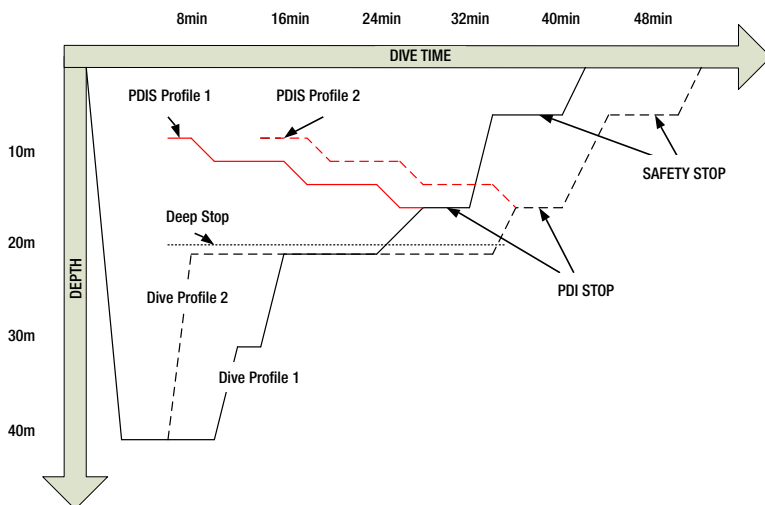 8min 16min 24min 32min 40min 48min
DIVE TIME
PDIS Profile 1 PDIS Profile 2
10m
SAFETY STOP
Deep Stop
20m
DEPTH
Dive Profile 2
PDI STOP
30m
Dive Profile 1
40m